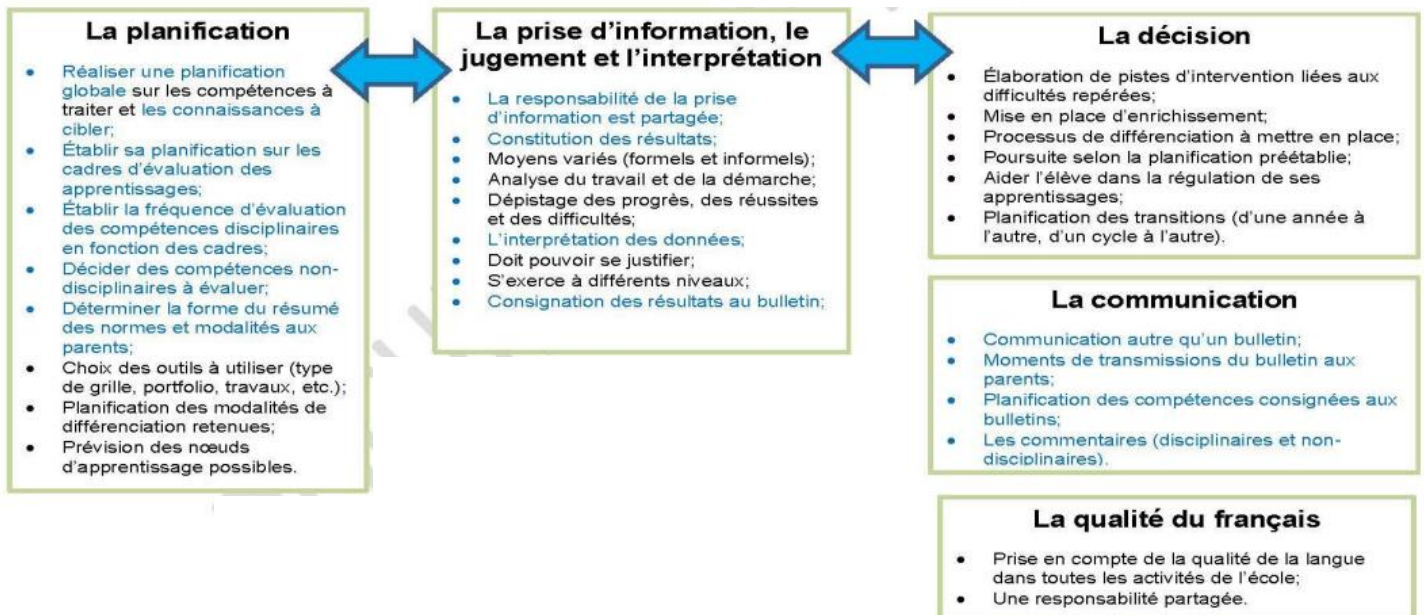 La planification
• Réaliser une planification
globale sur les compétences à
traiter et les connaissances à
cibler;
• Établir sa planification sur les
cadres d'évaluation des
apprentissages;
• Établir la fréquence d'évaluation
des compétences disciplinaires
en fonction des cadres;
• Décider des compétences non-
disciplinaires à évaluer;
• Déterminer la forme du résumé
des normes et modalités aux
parents;
• Choix des outils à utiliser (type
de grille, portfolio, travaux, etc.);
• Planification des modalités de
différenciation retenues;
• Prévision des nœuds
d'apprentissage possibles.
La prise d'information, le
jugement et l'interprétation
• La responsabilité de la prise
d'information est partagée;
• Constitution des résultats;
• Moyens variés (formels et informels);
• Analyse du travail et de la démarche;
• Dépistage des progrès, des réussites
et des difficultés;
• L'interprétation des données;
• Doit pouvoir se justifier;
• S'exerce à différents niveaux;
• Consignation des résultats au bulletin;
La décision
• Élaboration de pistes d'intervention liées aux
difficultés repérées;
• Mise en place d'enrichissement;
• Processus de différenciation à mettre en place;
• Poursuite selon la planification préétablie;
• Aider l'élève dans la régulation de ses
apprentissages;
• Planification des transitions (d'une année à
l'autre, d'un cycle à l'autre).
La communication
• Communication autre qu'un bulletin;
• Moments de transmissions du bulletin aux
parents;
• Planification des compétences consignées aux
bulletins;
• Les commentaires (disciplinaires et non-
disciplinaires).
La qualité du français
• Prise en compte de la qualité de la langue
dans toutes les activités de l'école;
• Une responsabilité partagée.